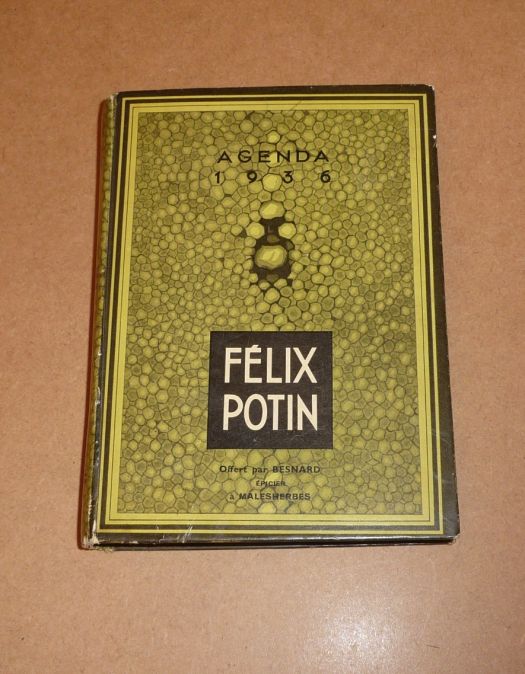 AGENDA
1936
FÉLIX
POTIN
Offert par BESNARD
ÉPICIER
à MALESHERBES